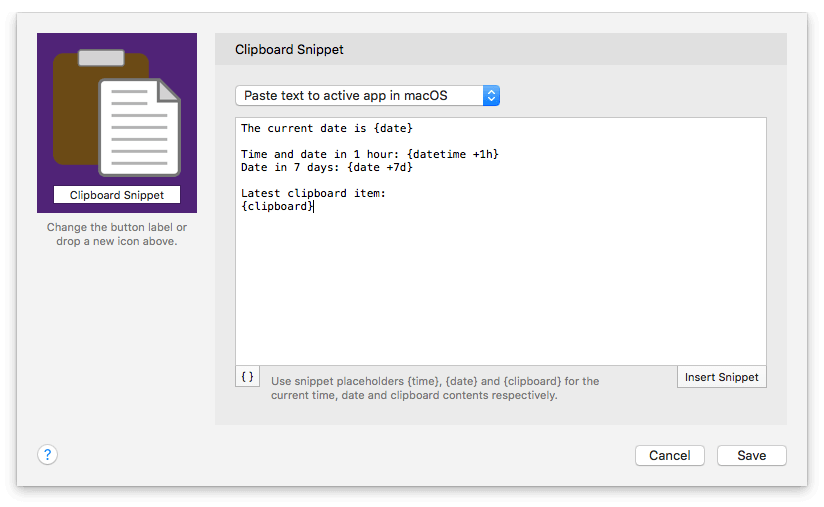 Clipboard Snippet
Change the button label or
drop a new icon above.
Clipboard Snippet
Paste text to active app in macOS
The current date is {date}
Time and date in 1 hour: {datetime +1h}
Date in 7 days: {date +7d}
Latest clipboard item:
{clipboard}
{ }
Use snippet placeholders {time}, {date} and {clipboard} for the
current time, date and clipboard contents respectively.
Insert Snippet
?
Cancel
Save